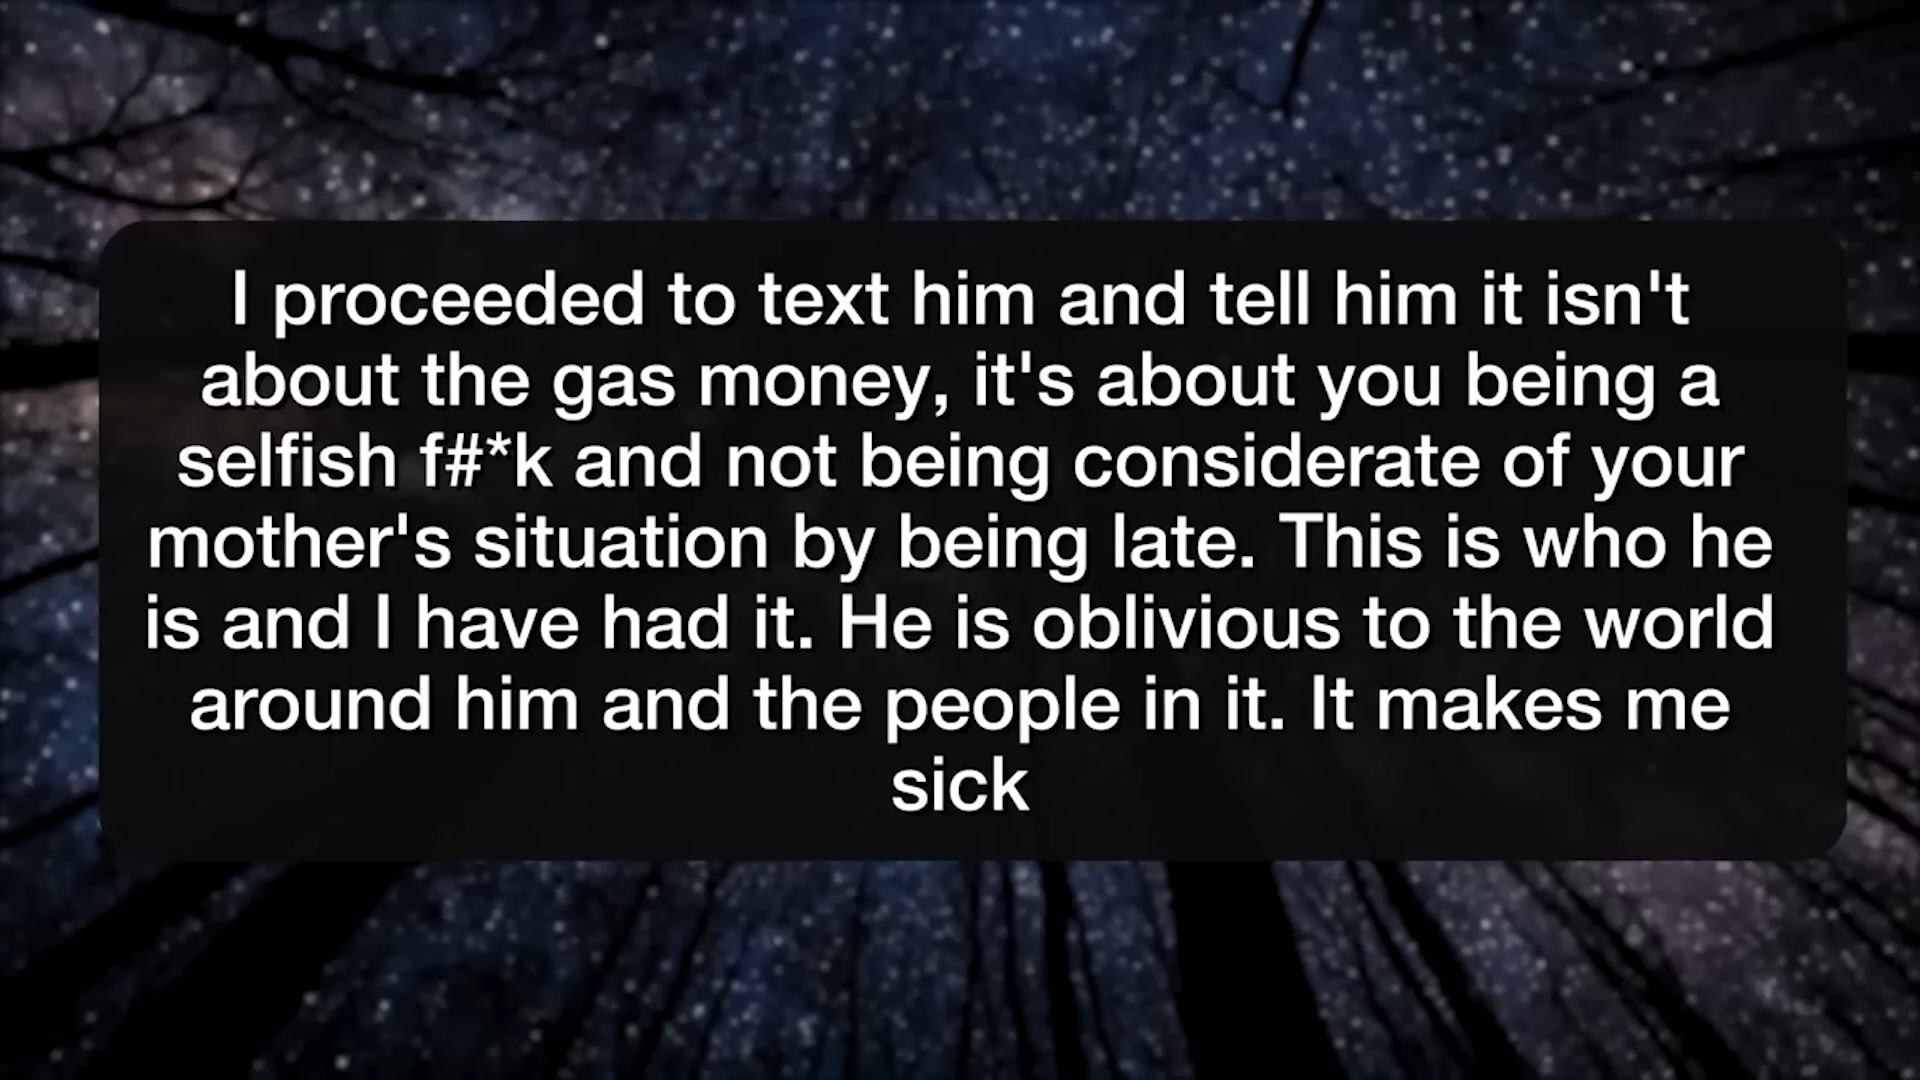 I proceeded to text him and tell him it isn't
about the gas money, it's about you being a
selfish f#*k and not being considerate of your
mother's situation by being late. This is who he
is and I have had it. He is oblivious to the world
around him and the people in it. It makes me
sick